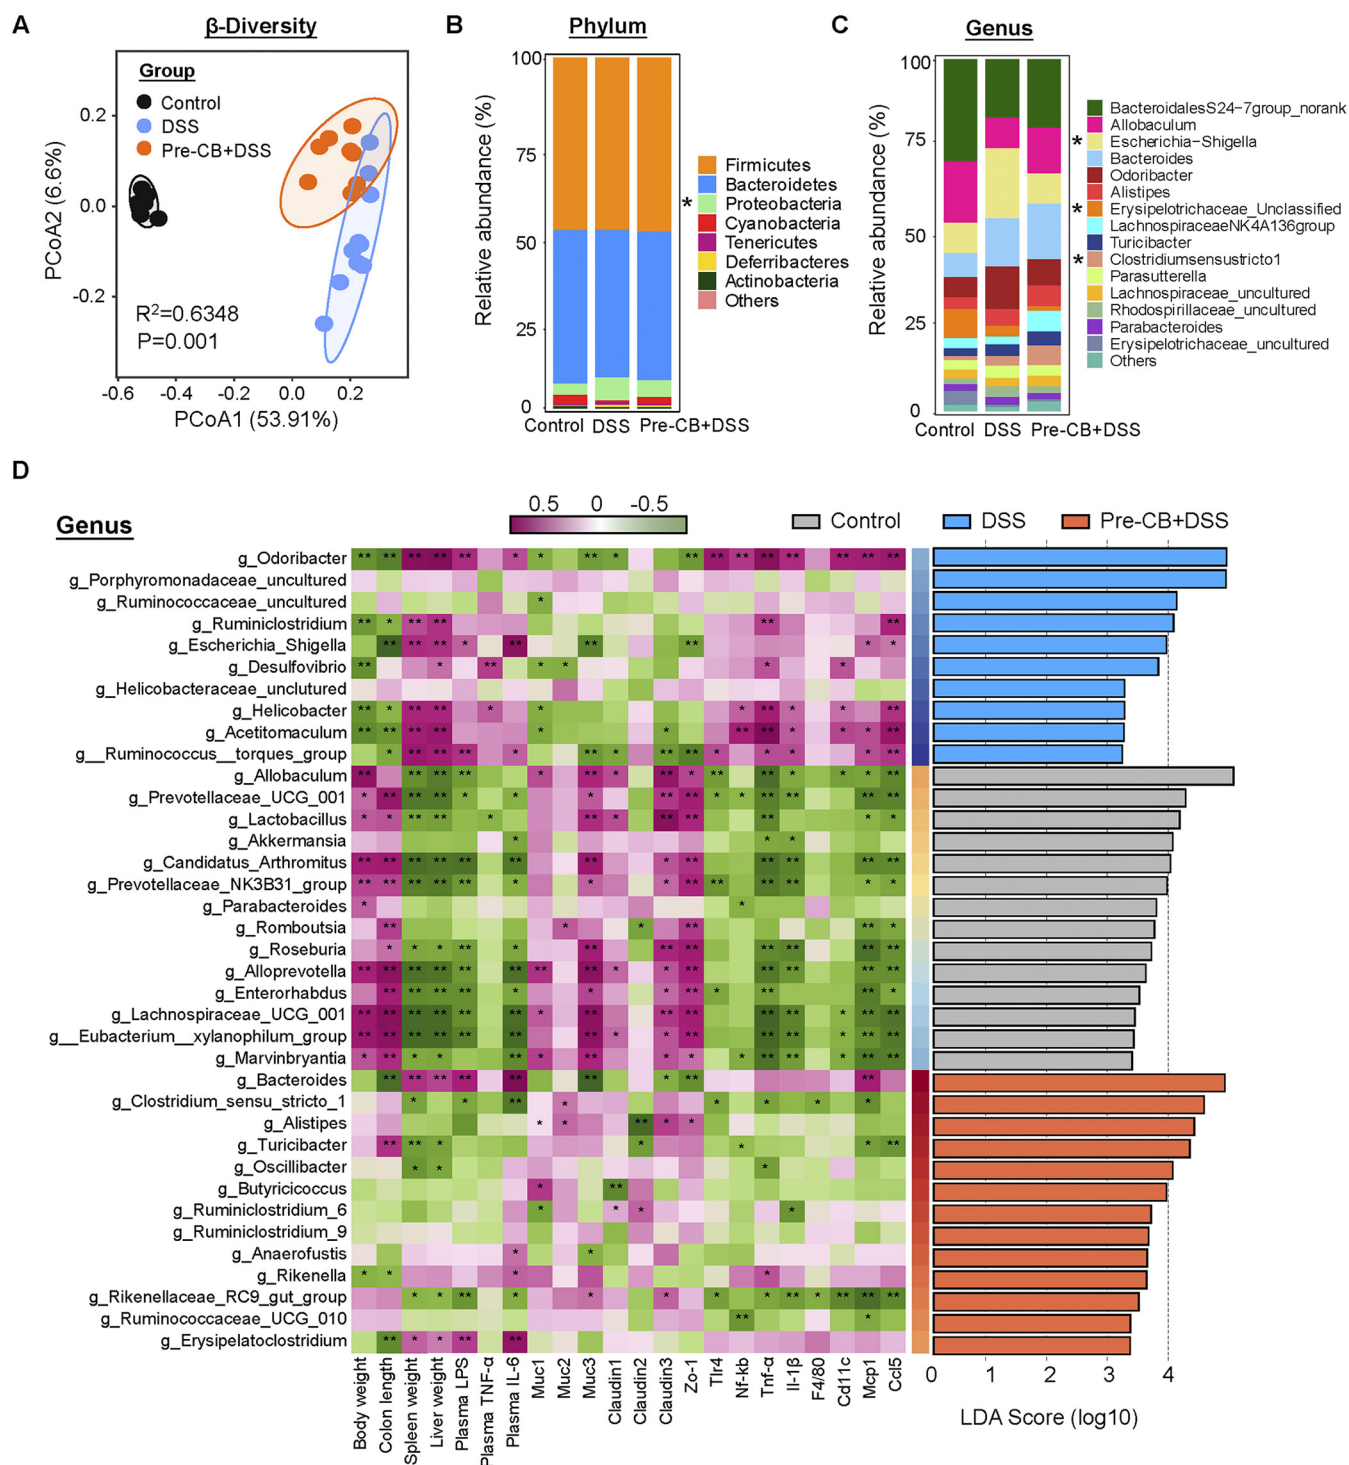 A
β-Diversity
Group
Control
DSS
Pre-CB+DSS
0.2
0.0
-0.2
PCoA2 (6.6%)
R²=0.6348
P=0.001
-0.6
-0.4
-0.2
0.0
0.2
PCoA1 (53.91%)
B
Phylum
Relative abundance (%)
100
75
50
25
0
Control
DSS
Pre-CB+DSS
Firmicutes
Bacteroidetes
* Proteobacteria
Cyanobacteria
Tenericutes
Deferribacteres
Actinobacteria
Others
C
Genus
Relative abundance (%)
100
75
50
25
0
Control
DSS
Pre-CB+DSS
BacteroidalesS24-7group_norank
Allobaculum
* Escherichia-Shigella
Bacteroides
Odoribacter
Alistipes
* Erysipelotrichaceae_Unclassified
LachnospiraceaeNK4A136group
Turicibacter
* Clostridiumsensustricto1
Parasutterella
Lachnospiraceae_uncultured
Rhodospirillaceae_uncultured
Parabacteroides
Erysipelotrichaceae_uncultured
Others
D
Genus
0.5 0 -0.5
Control
DSS
Pre-CB+DSS
g_Odoribacter
g_Porphyromonadaceae_uncultured
g_Ruminococcaceae_uncultured
g_Ruminiclostridium
g_Escherichia_Shigella
g_Desulfovibrio
g_Helicobacteraceae_unclutured
g_Helicobacter
g_Acetitomaculum
g__Ruminococcus__torques_group
g_Allobaculum
g_Prevotellaceae_UCG_001
g_Lactobacillus
g_Akkermansia
g_Candidatus_Arthromitus
g_Prevotellaceae_NK3B31_group
g_Parabacteroides
g_Romboutsia
g_Roseburia
g_Alloprevotella
g_Enterorhabdus
g_Lachnospiraceae_UCG_001
g__Eubacterium__xylanophilum_group
g_Marvinbryantia
g_Bacteroides
g_Clostridium_sensu_stricto_1
g_Alistipes
g_Turicibacter
g_Oscillibacter
g_Butyricicoccus
g_Ruminiclostridium_6
g_Ruminiclostridium_9
g_Anaerofustis
g_Rikenella
g_Rikenellaceae_RC9_gut_group
g_Ruminococcaceae_UCG_010
g_Erysipelatoclostridium
Body weight
Colon length
Spleen weight
Liver weight
Plasma LPS
Plasma TNF-α
Plasma IL-6
Muc1
Muc2
Muc3
Claudin1
Claudin2
Claudin3
Zo-1
Tlr4
Nf-kb
Tnf-α
Il-1β
F4/80
Cd11c
Mcp1
Ccl5
0 1 2 3 4
LDA Score (log10)